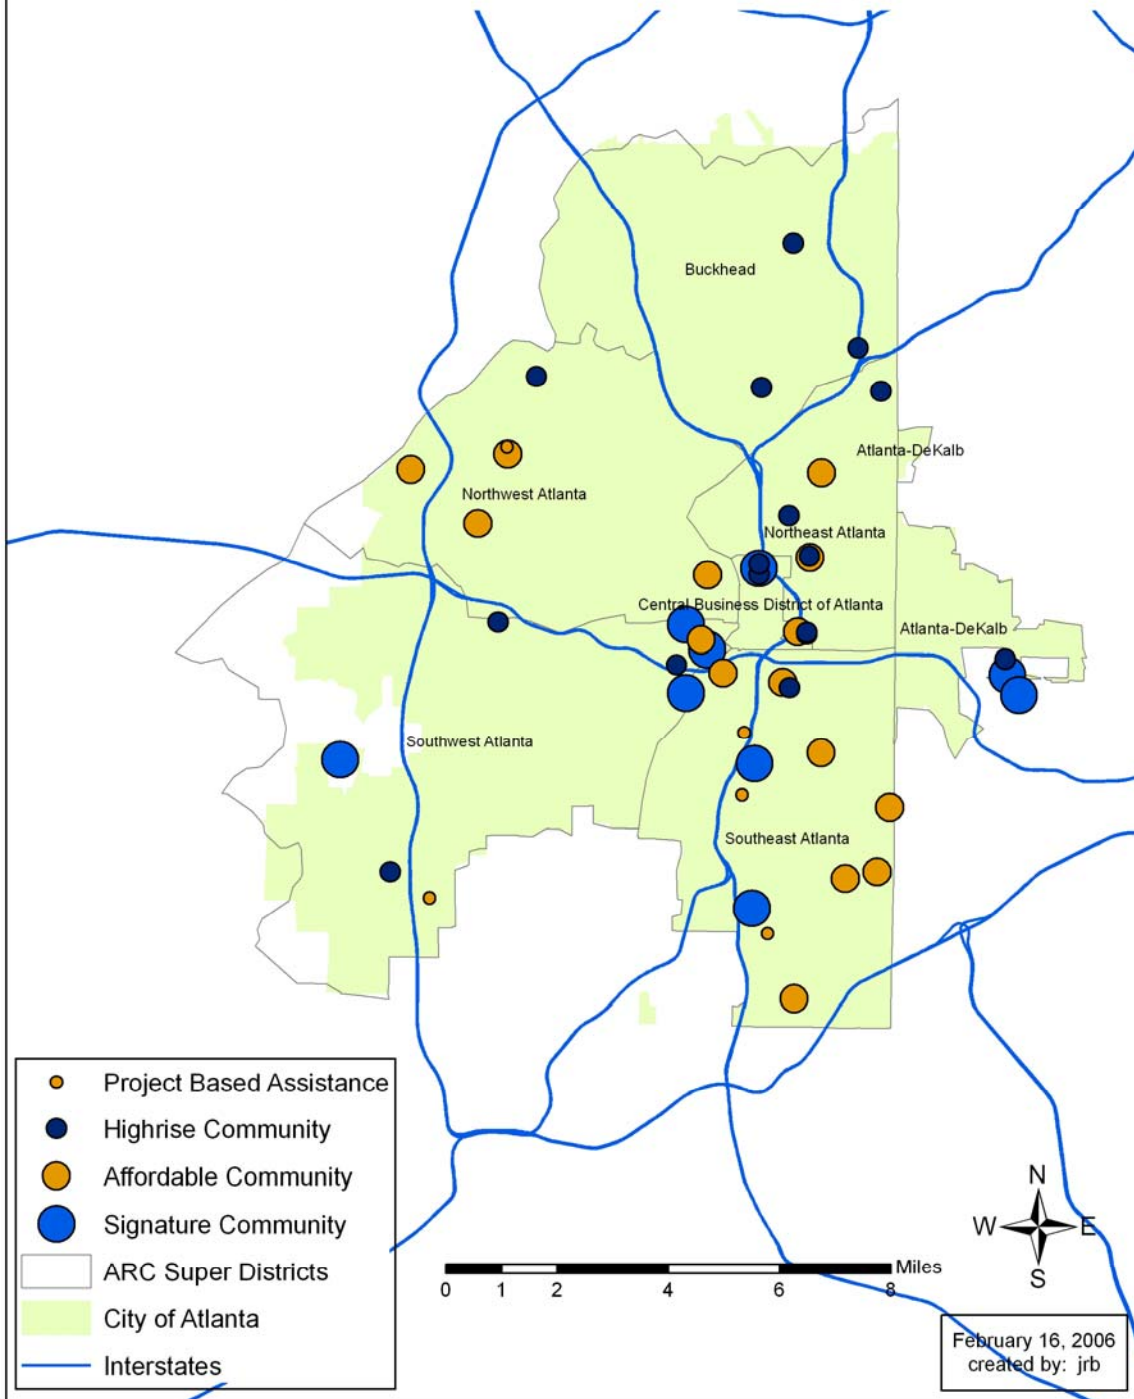 Buckhead
Atlanta-DeKalb
Northwest Atlanta
Northeast Atlanta
Central Business District of Atlanta
Atlanta-DeKalb
Southwest Atlanta
Southeast Atlanta
Project Based Assistance
Highrise Community
Affordable Community
Signature Community
ARC Super Districts
City of Atlanta
Interstates
N
W E
S
Miles
0 1 2 4 6 8
February 16, 2006
created by: jrb